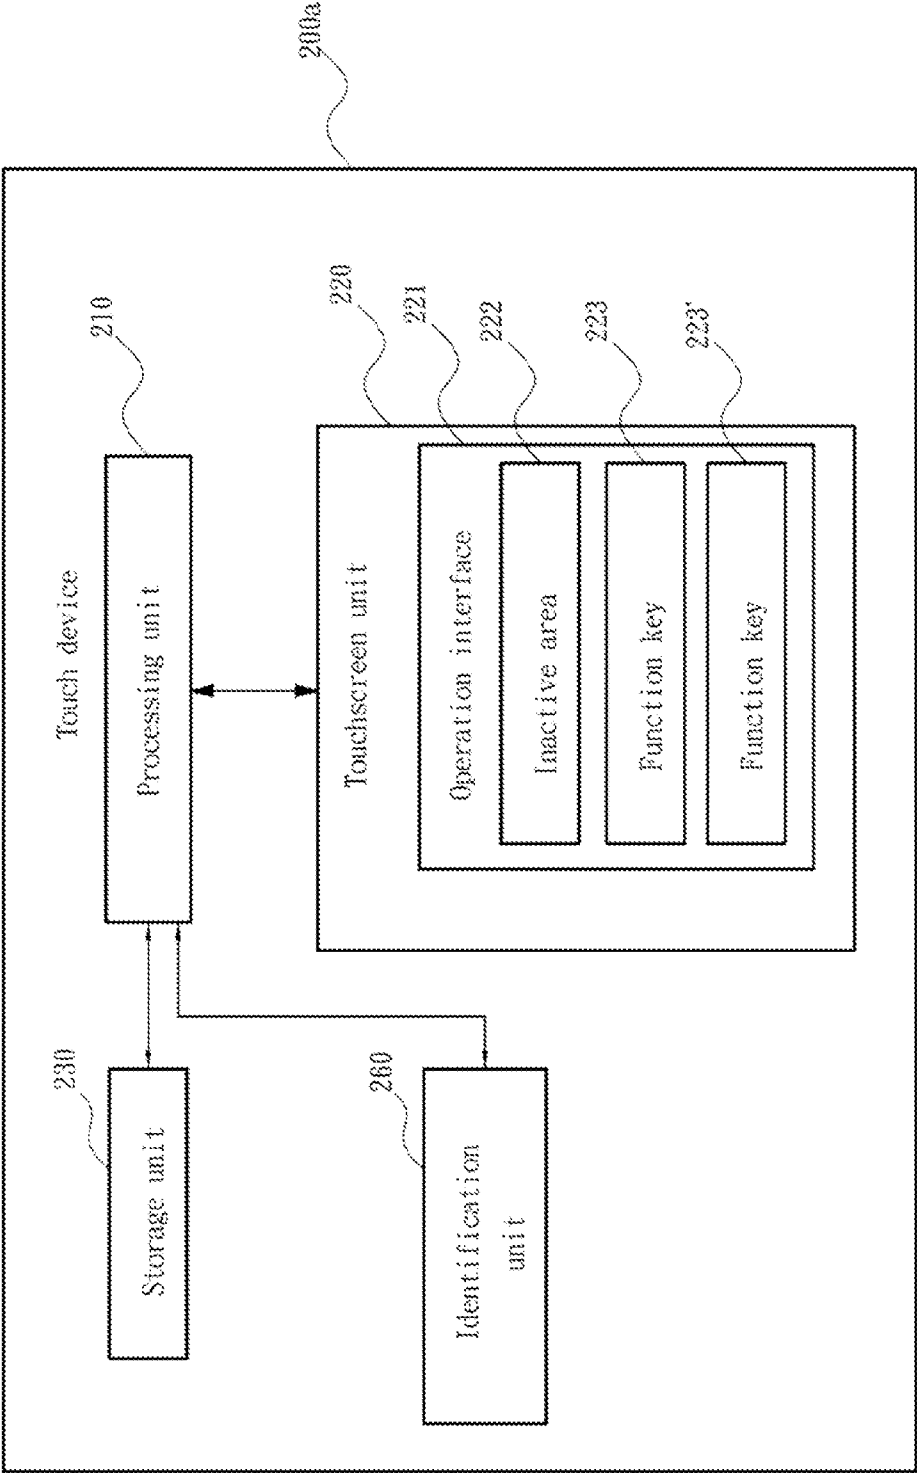 200a
Touch device
230
Storage unit
210
Processing unit
260
Identification
unit
220
Touchscreen unit
221
Operation interface
222
Inactive area
223
Function key
223'
Function key